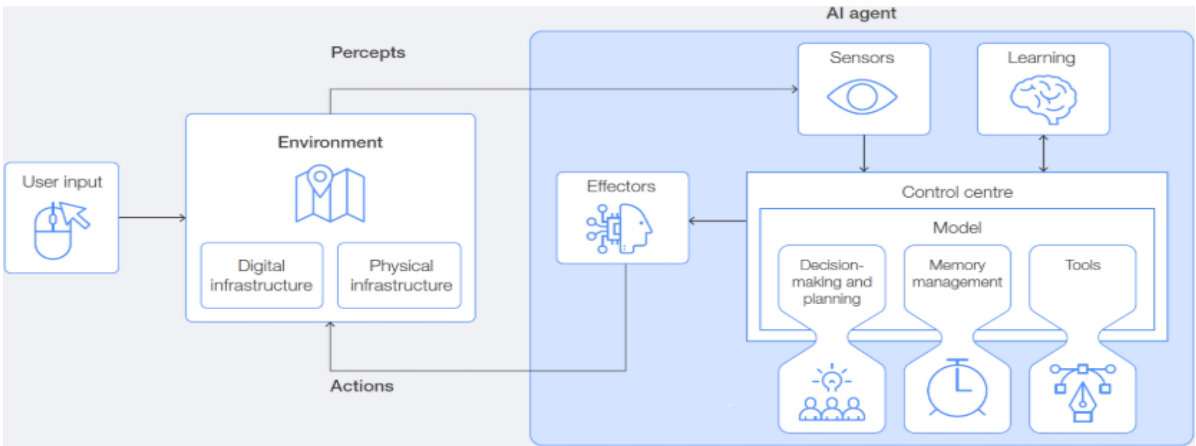 AI agent
Percepts
Sensors
Learning
Environment
User input
Effectors
Control centre
Model
Digital
infrastructure
Physical
infrastructure
Decision-
making and
planning
Memory
management
Tools
Actions